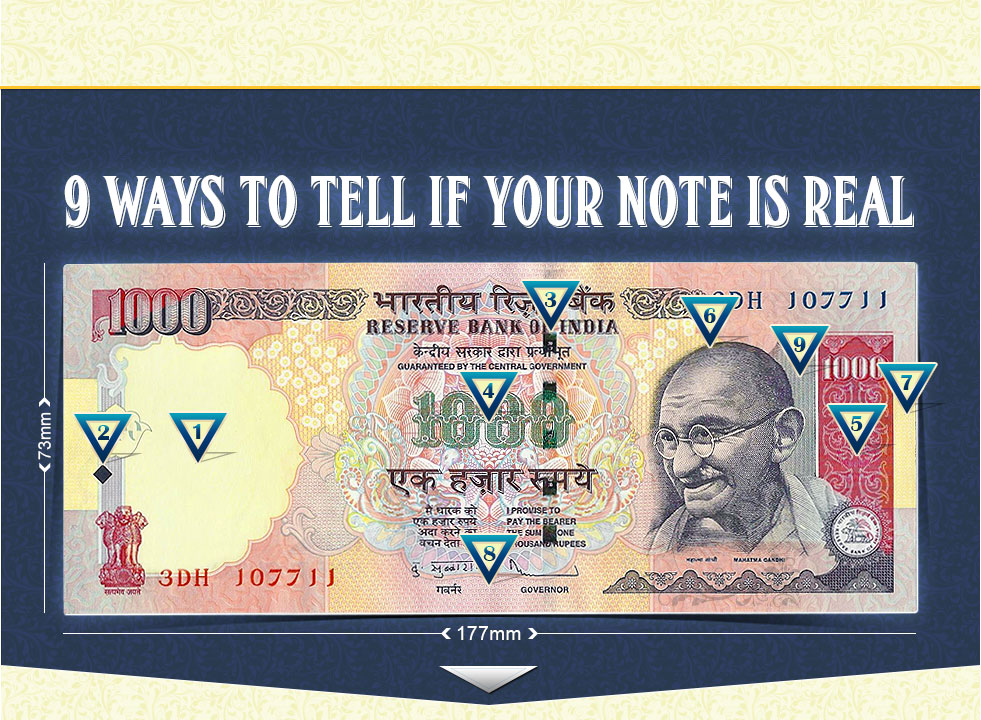 9 WAYS TO TELL IF YOUR NOTE IS REAL
1000
भारतीय रिज़र्व बैंक
3DH 107711
RESERVE BANK OF INDIA
केन्दीय सरकार द्वारा प्रत्याभूत
GUARANTEED BY THE CENTRAL GOVERNMENT
3
6
9
1000
7
4
1000
5
2
1
73mm
एक हज़ार रुपये
मैं धारक को
एक हज़ार रुपये
अदा करने का
वचन देता
I PROMISE TO
PAY THE BEARER
THE SUM ONE
THOUSAND RUPEES
8
महात्मा गांधी MAHATMA GANDHI
3DH 107711
गवर्नर GOVERNOR
सत्यमेव जयते
177mm